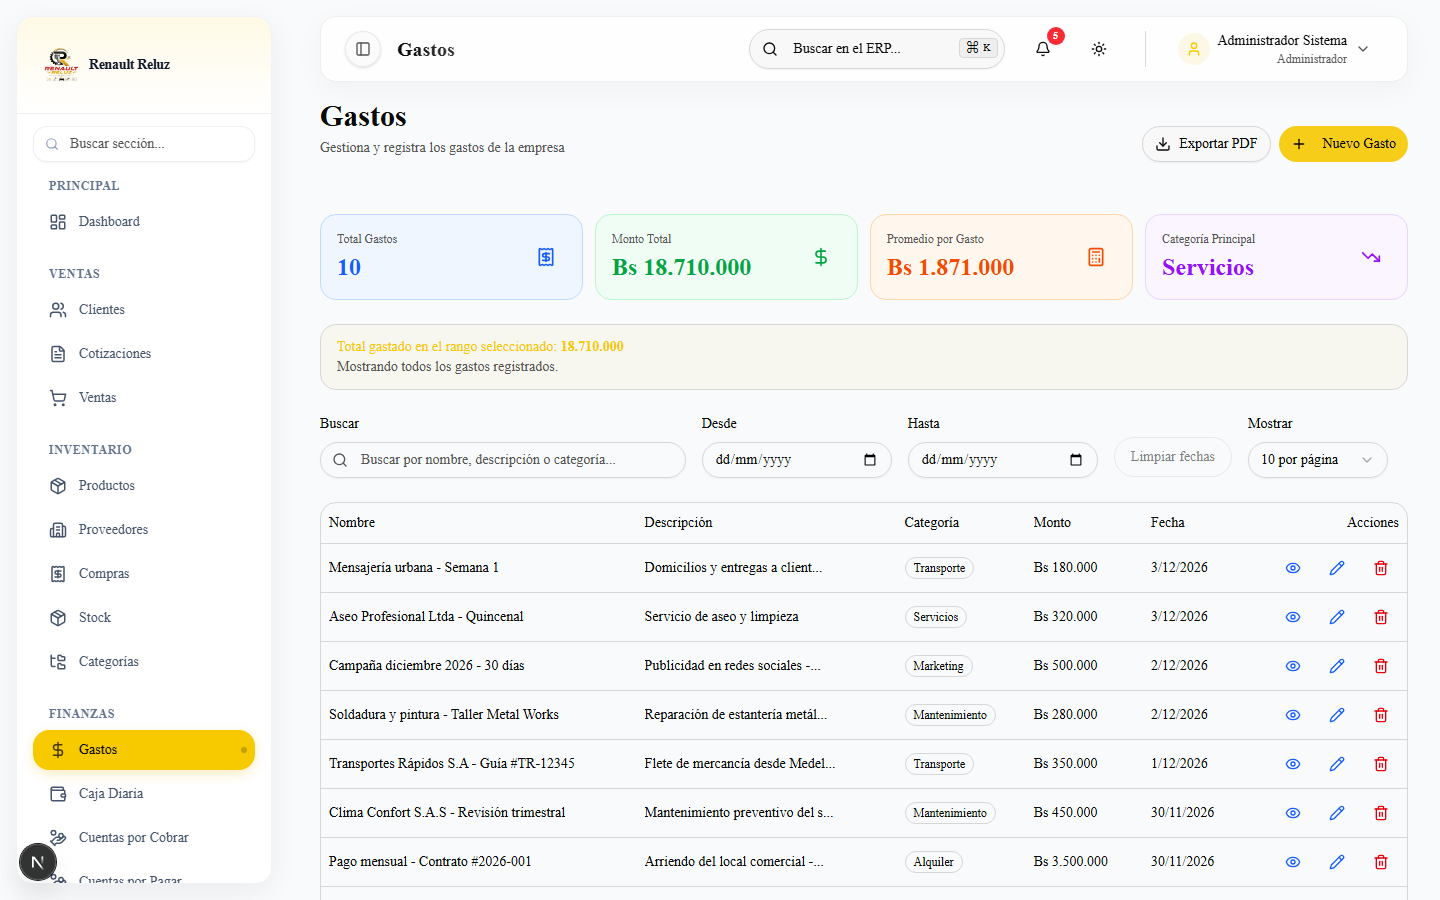 Renault Reluz
RENAULT
RELUZ
Buscar sección...
PRINCIPAL
Dashboard
VENTAS
Clientes
Cotizaciones
Ventas
INVENTARIO
Productos
Proveedores
Compras
Stock
Categorías
FINANZAS
Gastos
Caja Diaria
Cuentas por Cobrar
Cuentas por Pagar
N
Gastos
Buscar en el ERP...
⌘ K
5
Administrador Sistema
Administrador
Gastos
Gestiona y registra los gastos de la empresa
Exportar PDF
Nuevo Gasto
Total Gastos
10
Monto Total
Bs 18.710.000
Promedio por Gasto
Bs 1.871.000
Categoría Principal
Servicios
Total gastado en el rango seleccionado: 18.710.000
Mostrando todos los gastos registrados.
Buscar Desde Hasta Mostrar
Buscar por nombre, descripción o categoría... dd/mm/yyyy dd/mm/yyyy Limpiar fechas 10 por página
Nombre Descripción Categoría Monto Fecha Acciones
Mensajería urbana - Semana 1 Domicilios y entregas a client... Transporte Bs 180.000 3/12/2026
Aseo Profesional Ltda - Quincenal Servicio de aseo y limpieza Servicios Bs 320.000 3/12/2026
Campaña diciembre 2026 - 30 días Publicidad en redes sociales -... Marketing Bs 500.000 2/12/2026
Soldadura y pintura - Taller Metal Works Reparación de estantería metál... Mantenimiento Bs 280.000 2/12/2026
Transportes Rápidos S.A - Guía #TR-12345 Flete de mercancía desde Medel... Transporte Bs 350.000 1/12/2026
Clima Confort S.A.S - Revisión trimestral Mantenimiento preventivo del s... Mantenimiento Bs 450.000 30/11/2026
Pago mensual - Contrato #2026-001 Arriendo del local comercial -... Alquiler Bs 3.500.000 30/11/2026